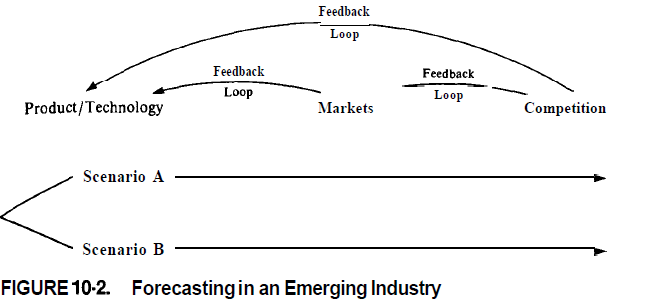 Feedback
Loop
Feedback
Loop
Feedback
Loop
Product/Technology Markets Competition
Scenario A
Scenario B
FIGURE 10-2. Forecasting in an Emerging Industry